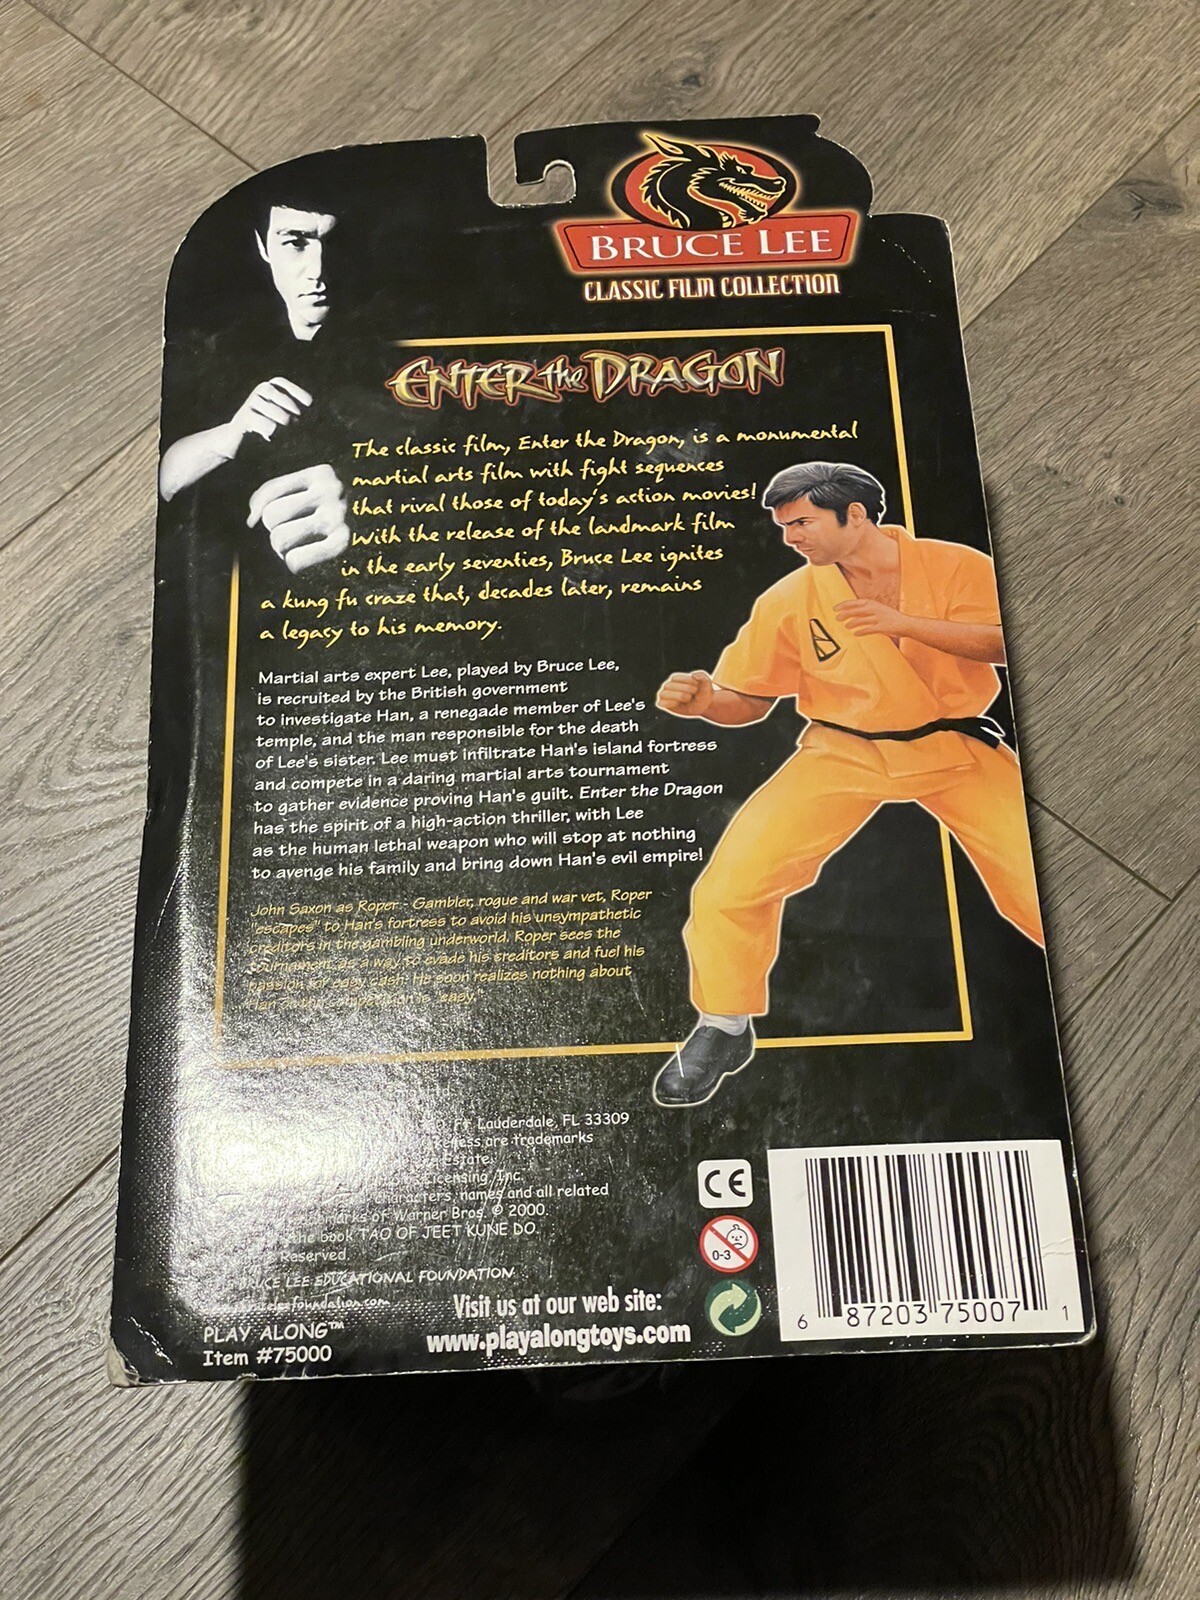 BRUCE LEE
CLASSIC FILM COLLECTION
ENTER the DRAGON
The classic film, Enter the Dragon, is a monumental
martial arts film with fight sequences
that rival those of today's action movies!
With the release of the landmark film
in the early seventies, Bruce Lee ignites
a kung fu craze that, decades later, remains
a legacy to his memory.
Martial arts expert Lee, played by Bruce Lee,
is recruited by the British government
to investigate Han, a renegade member of Lee's
temple, and the man responsible for the death
of Lee's sister. Lee must infiltrate Han's island fortress
and compete in a daring martial arts tournament
to gather evidence proving Han's guilt. Enter the Dragon
has the spirit of a high-action thriller, with Lee
as the human lethal weapon who will stop at nothing
to avenge his family and bring down Han's evil empire!
John Saxon as Roper - Gambler, rogue and war vet, Roper
"escapes" to Han's fortress to avoid his unsympathetic
creditors in the gambling underworld. Roper sees the
tournament as a way to evade his creditors and fuel his
passion for easy cash. He soon realizes nothing about
Han or the competition is "easy."
Ft. Lauderdale, FL 33309
are trademarks
Estate.
Licensing, Inc.
characters, names and all related
of Warner Bros. © 2000.
the book TAO OF JEET KUNE DO.
Reserved.
BRUCE LEE EDUCATIONAL FOUNDATION
PLAY ALONG™
Item #75000
Visit us at our web site:
www.playalongtoys.com
CE
0-3
6 87203 75007 1